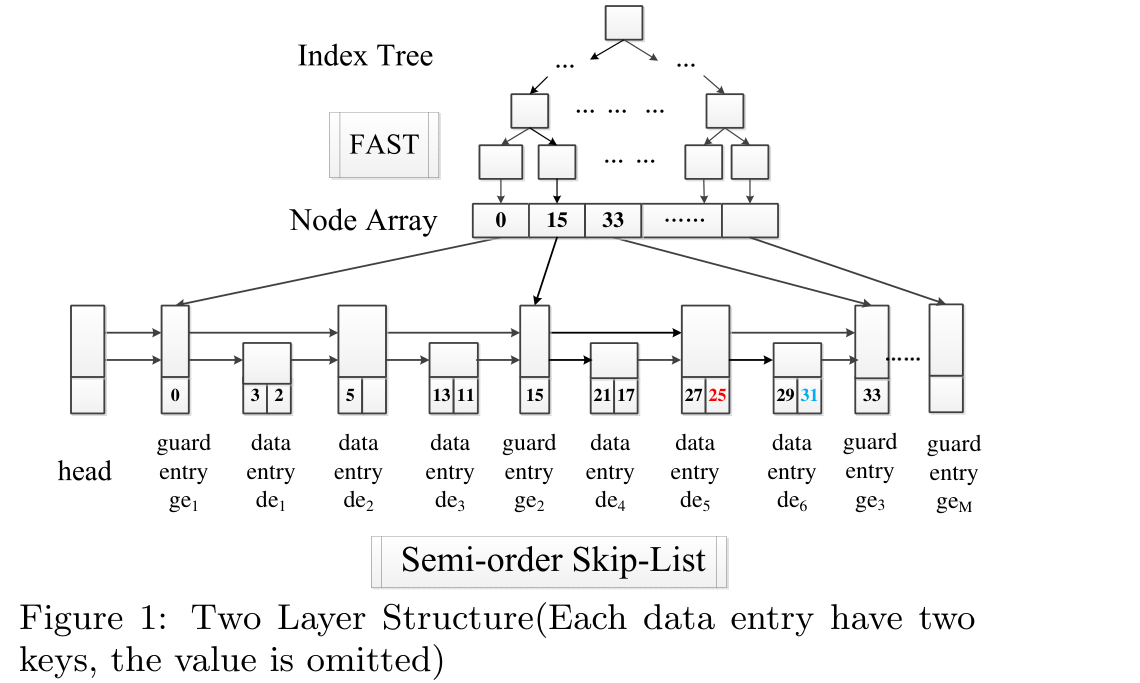 Index Tree
... ...
... ... ...
FAST
... ...
Node Array
0 15 33 ......
......
0 3 2 5 13 11 15 21 17 27 25 29 31 33
head
guard entry ge1
data entry de1
data entry de2
data entry de3
guard entry ge2
data entry de4
data entry de5
data entry de6
guard entry ge3
guard entry geM
Semi-order Skip-List
Figure 1: Two Layer Structure(Each data entry have two
keys, the value is omitted)